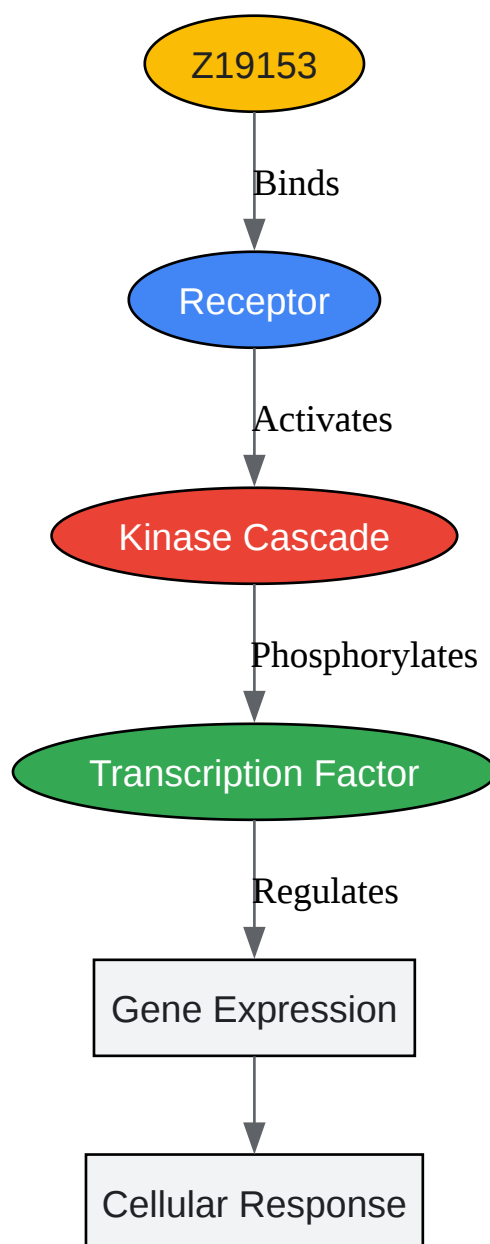 Z19153
Binds
Receptor
Activates
Kinase Cascade
Phosphorylates
Transcription Factor
Regulates
Gene Expression
Cellular Response